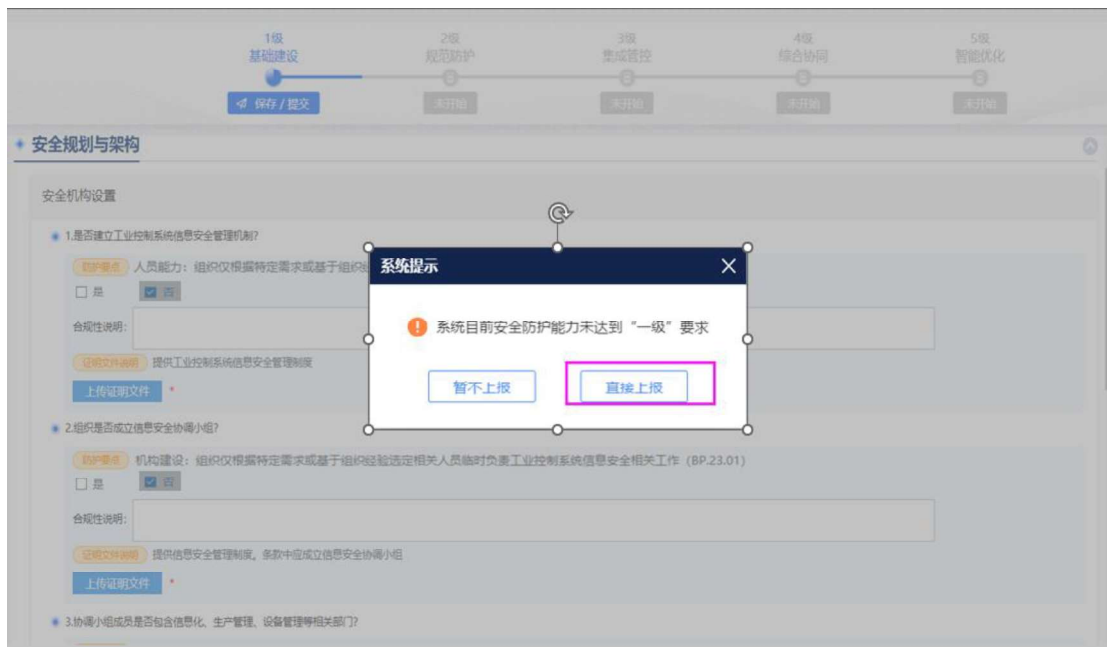 1级 2级 3级 4级 5级
基础建设 规范防护 集成管控 综合协同 智能优化
保存 / 提交 未开始 未开始 未开始 未开始
安全规划与架构
安全机构设置
1.是否建立工业控制系统信息安全管理机制?
防护要点 人员能力：组织仅根据特定需求或基于组织
是 否
合规性说明:
证明文件说明 提供工业控制系统信息安全管理制度
上传证明文件 *
系统提示
系统目前安全防护能力未达到“一级”要求
暂不上报 直接上报
2.组织是否成立信息安全协调小组?
防护要点 机构建设：组织仅根据特定需求或基于组织经验选定相关人员临时负责工业控制系统信息安全相关工作 (BP.23.01)
是 否
合规性说明:
证明文件说明 提供信息安全管理制度，条款中应成立信息安全协调小组
上传证明文件 *
3.协调小组成员是否包含信息化、生产管理、设备管理等相关部门?